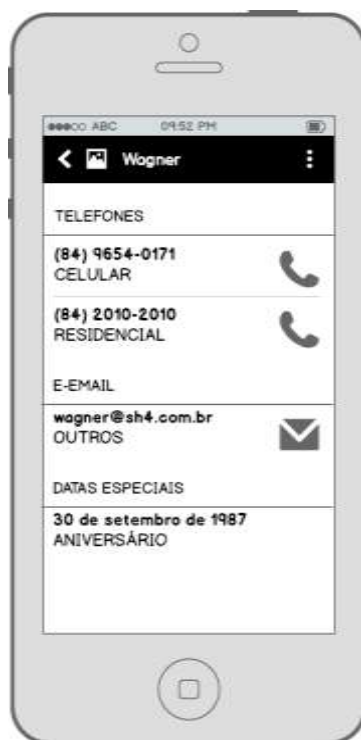 ABC 09:52 PM
Wagner
TELEFONES
(84) 9654-0171
CELULAR
(84) 2010-2010
RESIDENCIAL
E-EMAIL
wagner@sh4.com.br
OUTROS
DATAS ESPECIAIS
30 de setembro de 1987
ANIVERSÁRIO